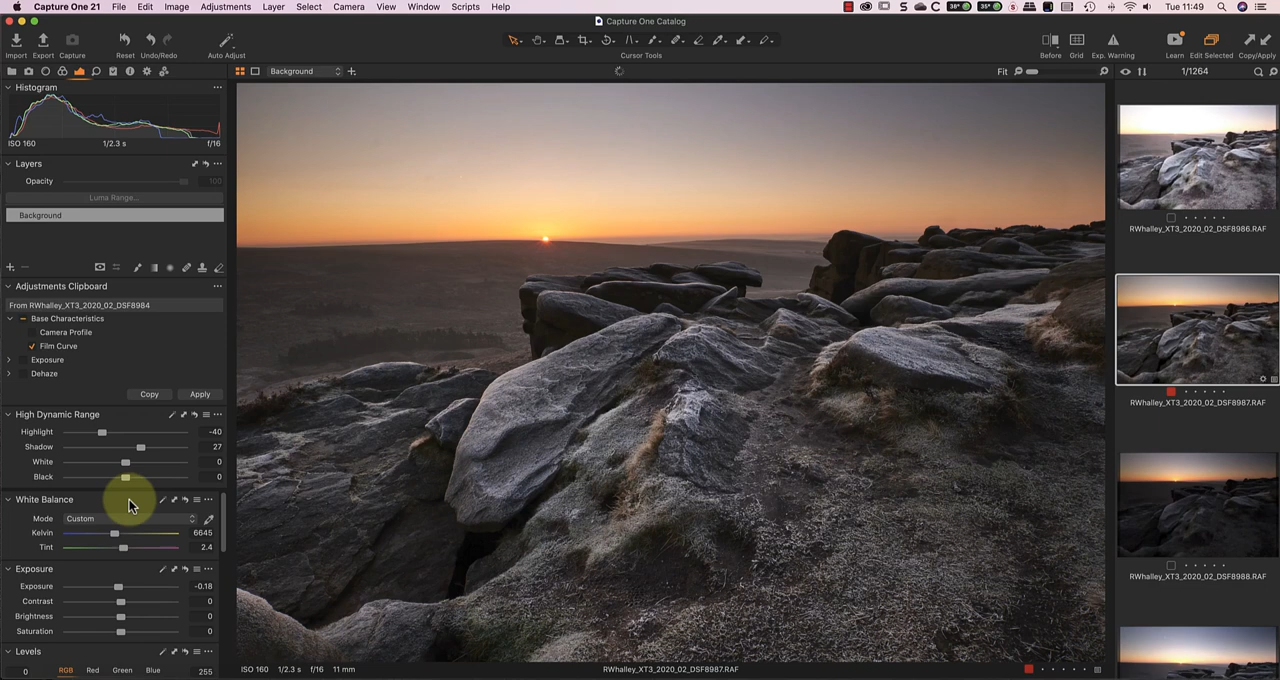 Capture One 21 File Edit Image Adjustments Layer Select Camera View Window Scripts Help 38° 35° Tue 11:49
Capture One Catalog
Import Export Capture Reset Undo/Redo Auto Adjust Cursor Tools Before Grid Exp. Warning Learn Edit Selected Copy/Apply
Background Fit 1/1264
Histogram
ISO 160 1/2.3 s f/16
Layers
Opacity 100
Luma Range...
Background
Adjustments Clipboard
From RWhalley_XT3_2020_02_DSF8984
Base Characteristics
Camera Profile
Film Curve
Exposure
Dehaze
Copy Apply
High Dynamic Range
Highlight -40
Shadow 27
White 0
Black 0
White Balance
Mode Custom
Kelvin 6645
Tint 2.4
Exposure
Exposure -0.18
Contrast 0
Brightness 0
Saturation 0
Levels
0 RGB Red Green Blue 255
ISO 160 1/2.3 s f/16 11 mm RWhalley_XT3_2020_02_DSF8987.RAF
RWhalley_XT3_2020_02_DSF8986.RAF
RWhalley_XT3_2020_02_DSF8987.RAF
RWhalley_XT3_2020_02_DSF8988.RAF